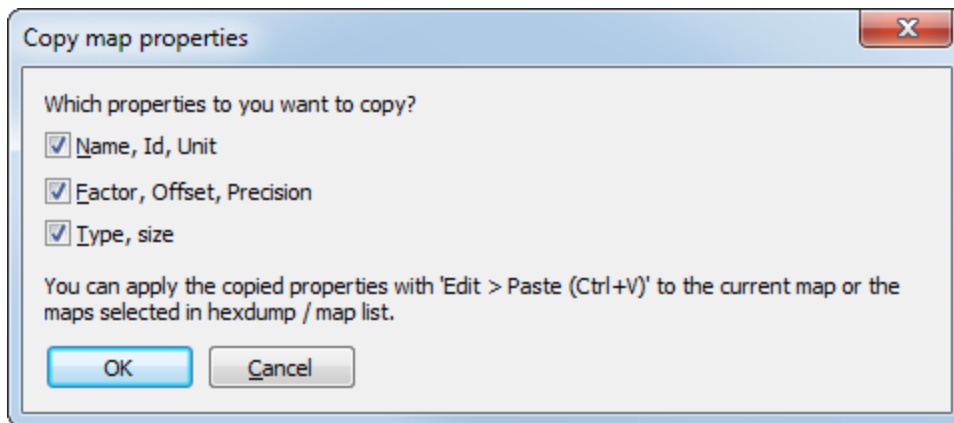 Copy map properties
Which properties to you want to copy?
Name, Id, Unit
Factor, Offset, Precision
Type, size
You can apply the copied properties with 'Edit > Paste (Ctrl+V)' to the current map or the
maps selected in hexdump / map list.
OK
Cancel